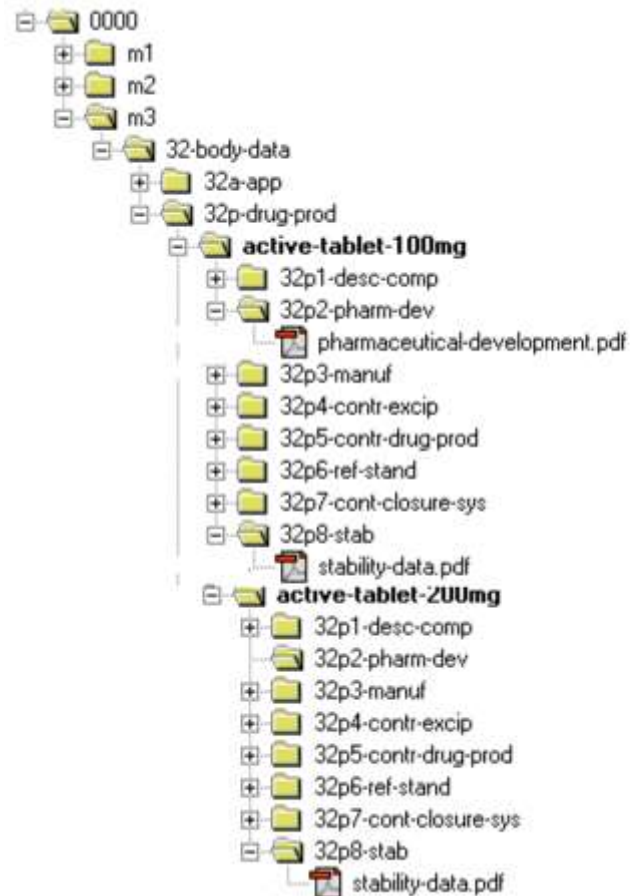 0000
m1
m2
m3
32-body-data
32a-app
32p-drug-prod
active-tablet-100mg
32p1-desc-comp
32p2-pharm-dev
pharmaceutical-development.pdf
32p3-manuf
32p4-contr-excip
32p5-contr-drug-prod
32p6-ref-stand
32p7-cont-closure-sys
32p8-stab
stability-data.pdf
active-tablet-200mg
32p1-desc-comp
32p2-pharm-dev
32p3-manuf
32p4-contr-excip
32p5-contr-drug-prod
32p6-ref-stand
32p7-cont-closure-sys
32p8-stab
stability-data.pdf